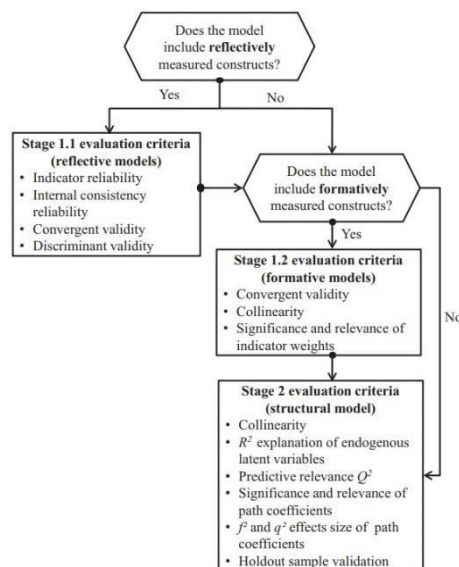 Does the model
include reflectively
measured constructs?
Yes
No
Stage 1.1 evaluation criteria
(reflective models)
• Indicator reliability
• Internal consistency
reliability
• Convergent validity
• Discriminant validity
Does the model
include formatively
measured constructs?
Yes
Stage 1.2 evaluation criteria
(formative models)
• Convergent validity
• Collinearity
• Significance and relevance of
indicator weights
No
Stage 2 evaluation criteria
(structural model)
• Collinearity
• R² explanation of endogenous
latent variables
• Predictive relevance Q²
• Significance and relevance of
path coefficients
• f² and q² effects size of path
coefficients
• Holdout sample validation